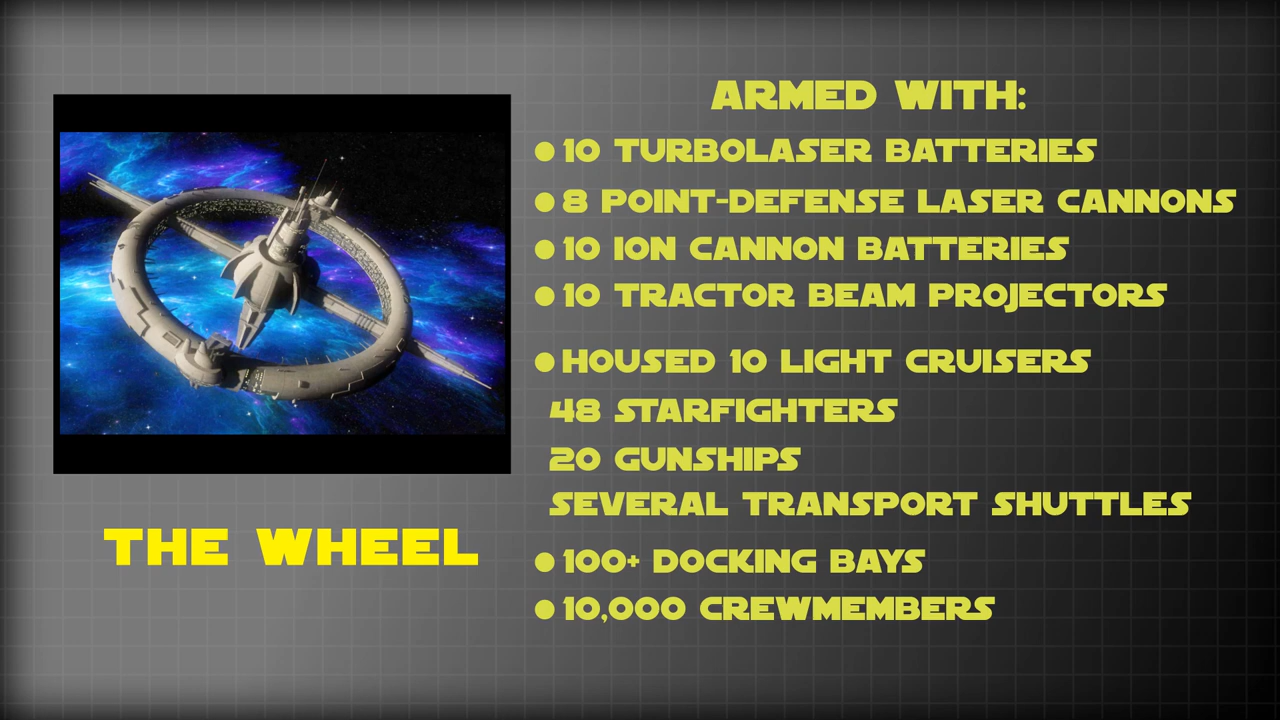 ARMED WITH:
• 10 TURBOLASER BATTERIES
• 8 POINT-DEFENSE LASER CANNONS
• 10 ION CANNON BATTERIES
• 10 TRACTOR BEAM PROJECTORS
• HOUSED 10 LIGHT CRUISERS
48 STARFIGHTERS
20 GUNSHIPS
SEVERAL TRANSPORT SHUTTLES
• 100+ DOCKING BAYS
• 10,000 CREWMEMBERS
THE WHEEL